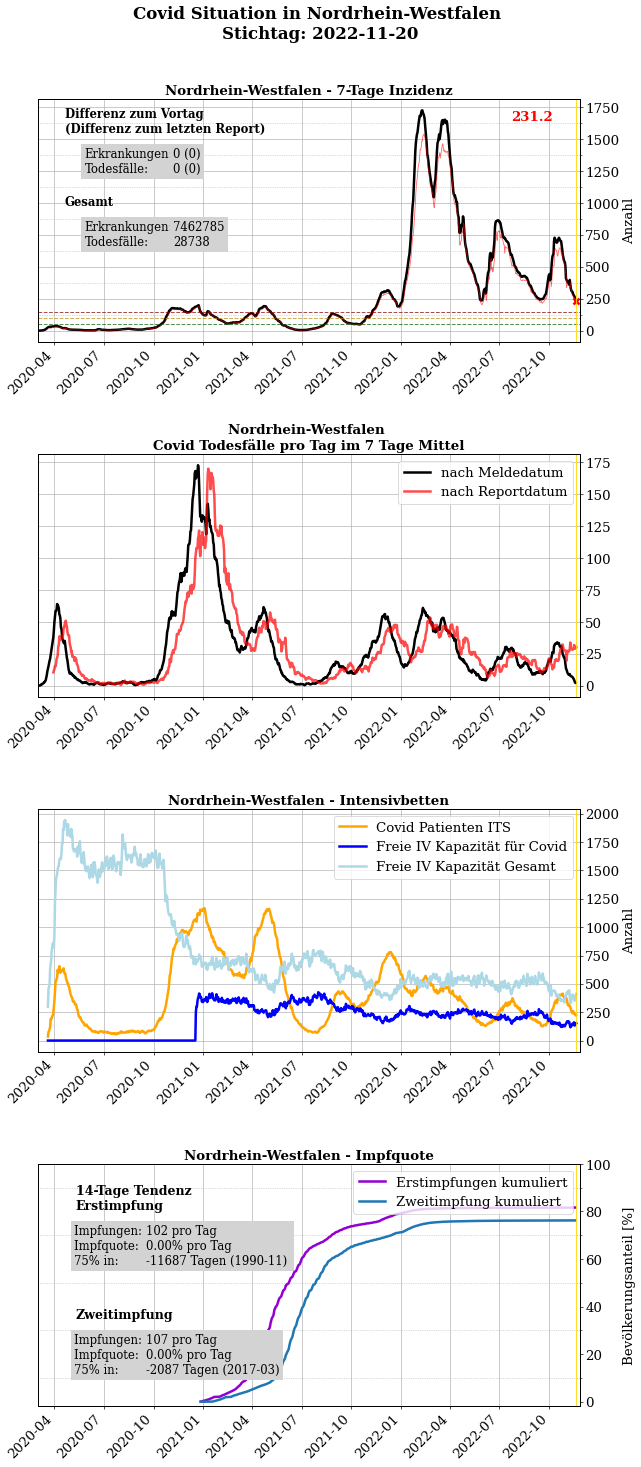 Covid Situation in Nordrhein-Westfalen
Stichtag: 2022-11-20
Nordrhein-Westfalen - 7-Tage Inzidenz
Differenz zum Vortag
(Differenz zum letzten Report)
Erkrankungen 0 (0)
Todesfälle: 0 (0)
Gesamt
Erkrankungen 7462785
Todesfälle: 28738
231.2
1750
1500
1250
1000
750
500
250
0
Anzahl
2020-04
2020-07
2020-10
2021-01
2021-04
2021-07
2021-10
2022-01
2022-04
2022-07
2022-10
Nordrhein-Westfalen
Covid Todesfälle pro Tag im 7 Tage Mittel
nach Meldedatum
nach Reportdatum
175
150
125
100
75
50
25
0
2020-04
2020-07
2020-10
2021-01
2021-04
2021-07
2021-10
2022-01
2022-04
2022-07
2022-10
Nordrhein-Westfalen - Intensivbetten
Covid Patienten ITS
Freie IV Kapazität für Covid
Freie IV Kapazität Gesamt
2000
1750
1500
1250
1000
750
500
250
0
Anzahl
2020-04
2020-07
2020-10
2021-01
2021-04
2021-07
2021-10
2022-01
2022-04
2022-07
2022-10
Nordrhein-Westfalen - Impfquote
14-Tage Tendenz
Erstimpfung
Impfungen: 102 pro Tag
Impfquote: 0.00% pro Tag
75% in: -11687 Tagen (1990-11)
Zweitimpfung
Impfungen: 107 pro Tag
Impfquote: 0.00% pro Tag
75% in: -2087 Tagen (2017-03)
Erstimpfungen kumuliert
Zweitimpfung kumuliert
100
80
60
40
20
0
Bevölkerungsanteil [%]
2020-04
2020-07
2020-10
2021-01
2021-04
2021-07
2021-10
2022-01
2022-04
2022-07
2022-10